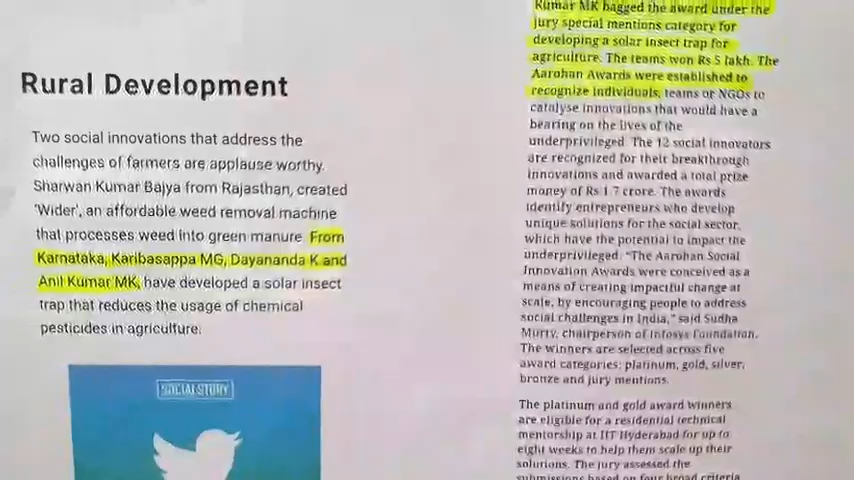 Rural Development
Two social innovations that address the
challenges of farmers are applause worthy.
Sharwan Kumar Bajya from Rajasthan, created
'Wider', an affordable weed removal machine
that processes weed into green manure. From
Karnataka, Karibasappa MG, Dayananda K and
Anil Kumar MK, have developed a solar insect
trap that reduces the usage of chemical
pesticides in agriculture.
SOCIALSTORY
Kumar MK bagged the award under the
jury special mentions category for
developing a solar insect trap for
agriculture. The teams won Rs 5 lakh. The
Aarohan Awards were established to
recognize individuals, teams or NGOs to
catalyse innovations that would have a
bearing on the lives of the
underprivileged. The 12 social innovators
are recognized for their breakthrough
innovations and awarded a total prize
money of Rs 1.7 crore. The awards
identify entrepreneurs who develop
unique solutions for the social sector,
which have the potential to impact the
underprivileged. "The Aarohan Social
Innovation Awards were conceived as a
means of creating impactful change at
scale, by encouraging people to address
social challenges in India," said Sudha
Murty, chairperson of Infosys Foundation.
The winners are selected across five
award categories: platinum, gold, silver,
bronze and jury mentions.
The platinum and gold award winners
are eligible for a residential technical
mentorship at IIT Hyderabad for up to
eight weeks to help them scale up their
solutions. The jury assessed the
submissions based on four broad criteria